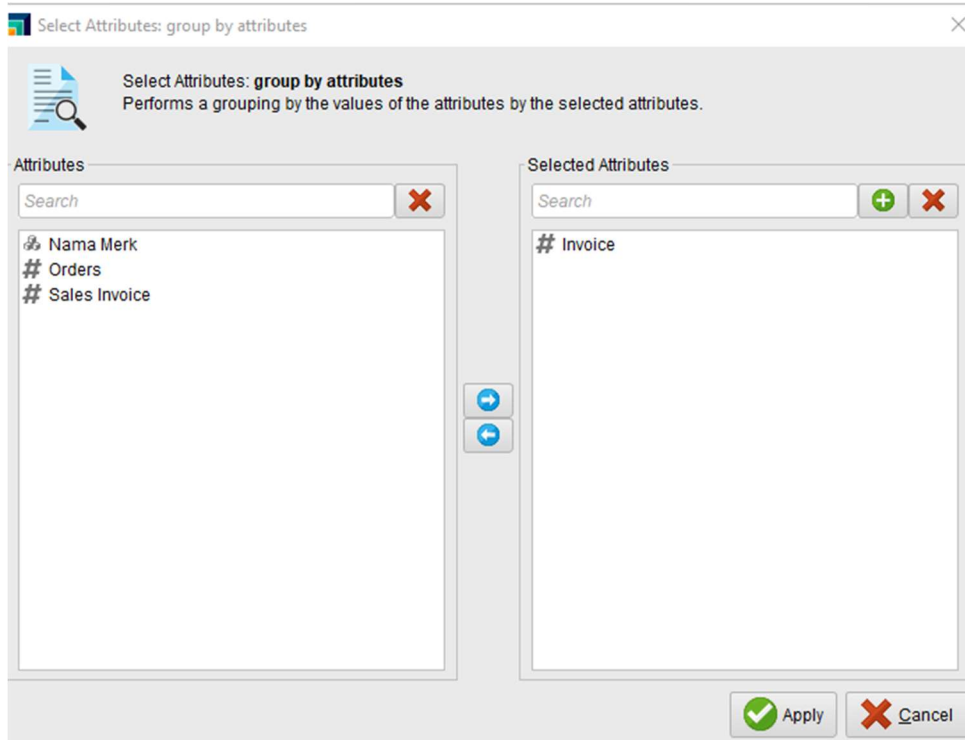 Select Attributes: group by attributes
Select Attributes: group by attributes
Performs a grouping by the values of the attributes by the selected attributes.
Attributes
Search
Nama Merk
# Orders
# Sales Invoice
Selected Attributes
Search
# Invoice
Apply
Cancel